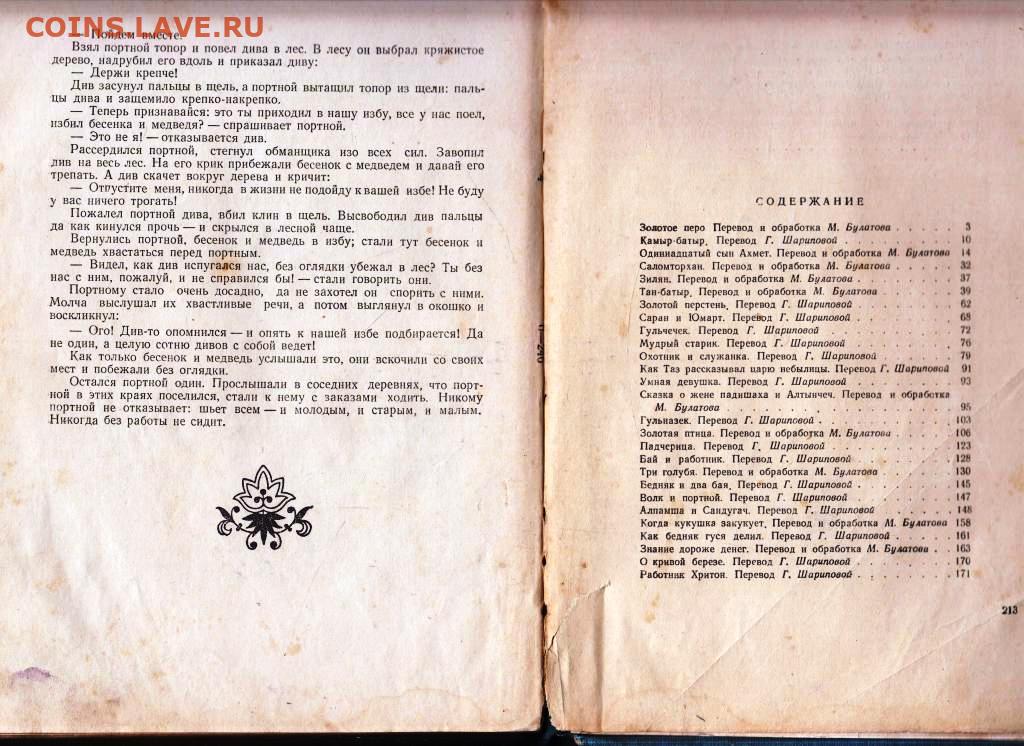 COINS.LAVE.RU
— Пойдем вместе.
Взял портной топор и повел дива в лес. В лесу он выбрал кряжистое
дерево, надрубил его вдоль и приказал диву:
— Держи крепче!
Див засунул пальцы в щель, а портной вытащил топор из щели: паль-
цы дива и защемило крепко-накрепко.
— Теперь признавайся: это ты приходил в нашу избу, все у нас поел,
избил бесенка и медведя? — спрашивает портной.
— Это не я! — отказывается див.
Рассердился портной, стегнул обманщика изо всех сил. Завопил
див на весь лес. На его крик прибежали бесенок с медведем и давай его
трепать. А див скачет вокруг дерева и кричит:
— Отпустите меня, никогда в жизни не подойду к вашей избе! Не буду
у вас ничего трогать!
Пожалел портной дива, вбил клин в щель. Высвободил див пальцы
да как кинулся прочь — и скрылся в лесной чаще.
Вернулись портной, бесенок и медведь в избу; стали тут бесенок и
медведь хвастаться перед портным.
— Видел, как див испугался нас, без оглядки убежал в лес? Ты без
нас с ним, пожалуй, и не справился бы! — стали говорить они.
Портному стало очень досадно, да не захотел он спорить с ними.
Молча выслушал их хвастливые речи, а потом выглянул в окошко и
воскликнул:
— Ого! Див-то опомнился — и опять к нашей избе подбирается! Да
не один, а целую сотню дивов с собой ведет!
Как только бесенок и медведь услышали это, они вскочили со своих
мест и побежали без оглядки.
Остался портной один. Прослышали в соседних деревнях, что порт-
ной в этих краях поселился, стали к нему с заказами ходить. Никому
портной не отказывает: шьет всем — и молодым, и старым, и малым.
Никогда без работы не сидит.
СОДЕРЖАНИЕ
Золотое перо Перевод и обработка М. Булатова . . . . . 3
Камыр-батыр. Перевод Г. Шариповой . . . . . . . 10
Одиннадцатый сын Ахмет. Перевод и обработка М. Булатова 14
Саломторхан. Перевод и обработка М. Булатова . . . . . 32
Зилян. Перевод и обработка М. Булатова . . . . . . . 37
Тан-батыр. Перевод и обработка М. Булатова . . . . . 39
Золотой перстень. Перевод Г. Шариповой . . . . . . . 62
Саран и Юмарт. Перевод. Г. Шариповой . . . . . . . 68
Гульчечек. Перевод Г. Шариповой . . . . . . . . 72
Мудрый старик. Перевод Г. Шариповой . . . . . . . 76
Охотник и служанка. Перевод Г. Шариповой . . . . . . 79
Как Таз рассказывал царю небылицы. Перевод Г. Шариповой 91
Умная девушка. Перевод Г. Шариповой . . . . . . . 93
Сказка о жене падишаха и Алтынчеч. Перевод и обработка
М. Булатова . . . . . . . . . . . . . . 95
Гульназек. Перевод Г. Шариповой . . . . . . . . 103
Золотая птица. Перевод и обработка М. Булатова . . . . 106
Падчерица. Перевод Г. Шариповой . . . . . . . . 123
Бай и работник. Перевод Г. Шариповой . . . . . . . 128
Три голубя. Перевод и обработка М. Булатова . . . . . 130
Бедняк и два бая. Перевод Г. Шариповой . . . . . . . 145
Волк и портной. Перевод Г. Шариповой . . . . . . . 147
Алпамша и Сандугач. Перевод Г. Шариповой . . . . . . 148
Когда кукушка закукует. Перевод и обработка М. Булатова 158
Как бедняк гуся делил. Перевод Г. Шариповой . . . . . 161
Знание дороже денег. Перевод и обработка М. Булатова . . 163
О кривой березе. Перевод Г. Шариповой . . . . . . . 170
Работник Хритон. Перевод Г. Шариповой . . . . . . . 171
213